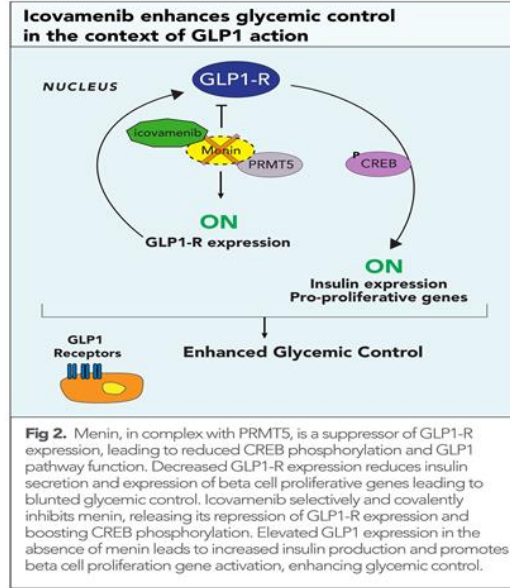 Icovamenib enhances glycemic control
in the context of GLP1 action
NUCLEUS
GLP1-R
icovamenib
Menin
PRMT5
P
CREB
ON
GLP1-R expression
ON
Insulin expression
Pro-proliferative genes
GLP1
Receptors
Enhanced Glycemic Control
Fig 2. Menin, in complex with PRMT5, is a suppressor of GLP1-R
expression, leading to reduced CREB phosphorylation and GLP1
pathway function. Decreased GLP1-R expression reduces insulin
secretion and expression of beta cell proliferative genes leading to
blunted glycemic control. Icovamenib selectively and covalently
inhibits menin, releasing its repression of GLP1-R expression and
boosting CREB phosphorylation. Elevated GLP1 expression in the
absence of menin leads to increased insulin production and promotes
beta cell proliferation gene activation, enhancing glycemic control.